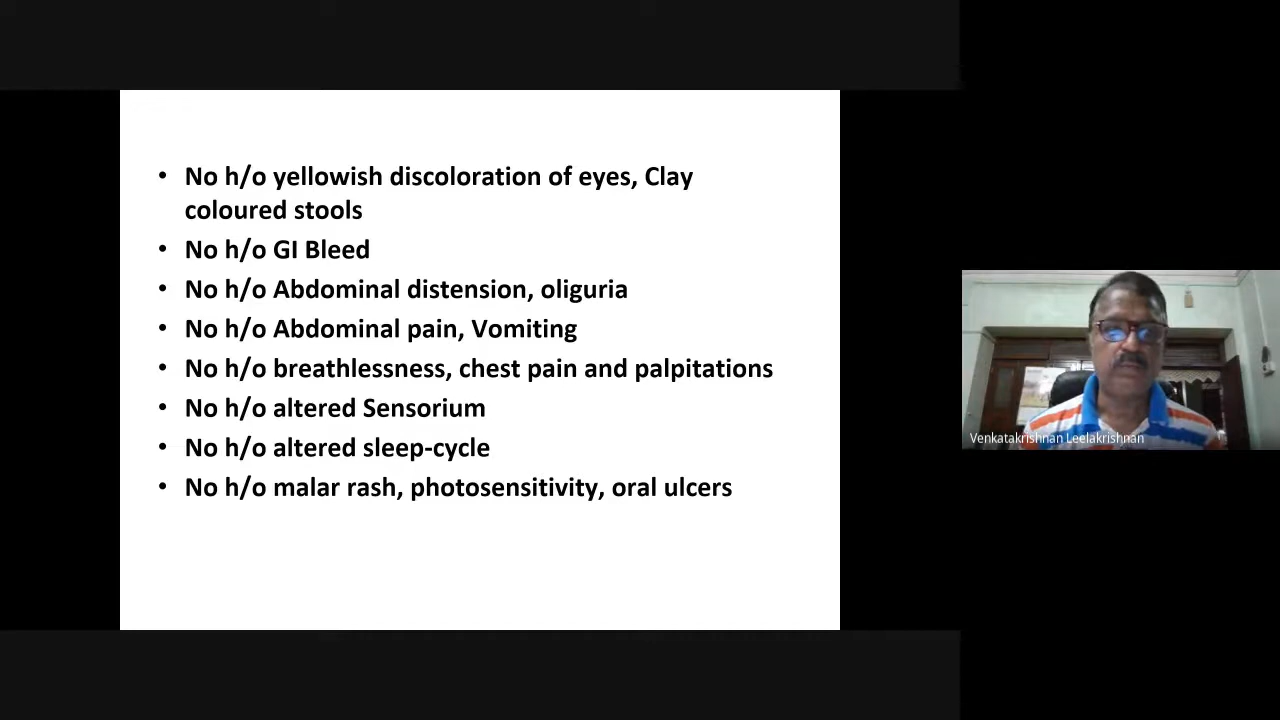 • No h/o yellowish discoloration of eyes, Clay
coloured stools
• No h/o GI Bleed
• No h/o Abdominal distension, oliguria
• No h/o Abdominal pain, Vomiting
• No h/o breathlessness, chest pain and palpitations
• No h/o altered Sensorium
• No h/o altered sleep-cycle
• No h/o malar rash, photosensitivity, oral ulcers
Venkatakrishnan Leelakrishnan